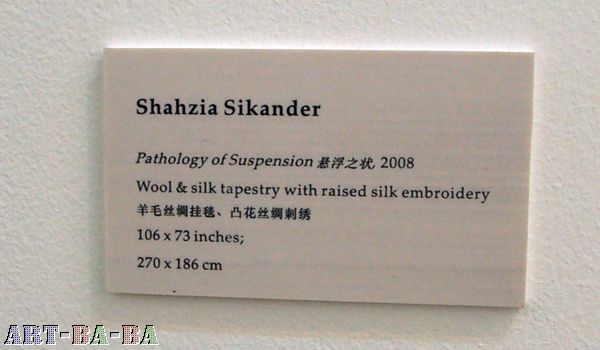 Shahzia Sikander
Pathology of Suspension 悬浮之状, 2008
Wool & silk tapestry with raised silk embroidery
羊毛丝绸挂毯、凸花丝绸刺绣
106 x 73 inches;
270 x 186 cm
ART-BA-BA